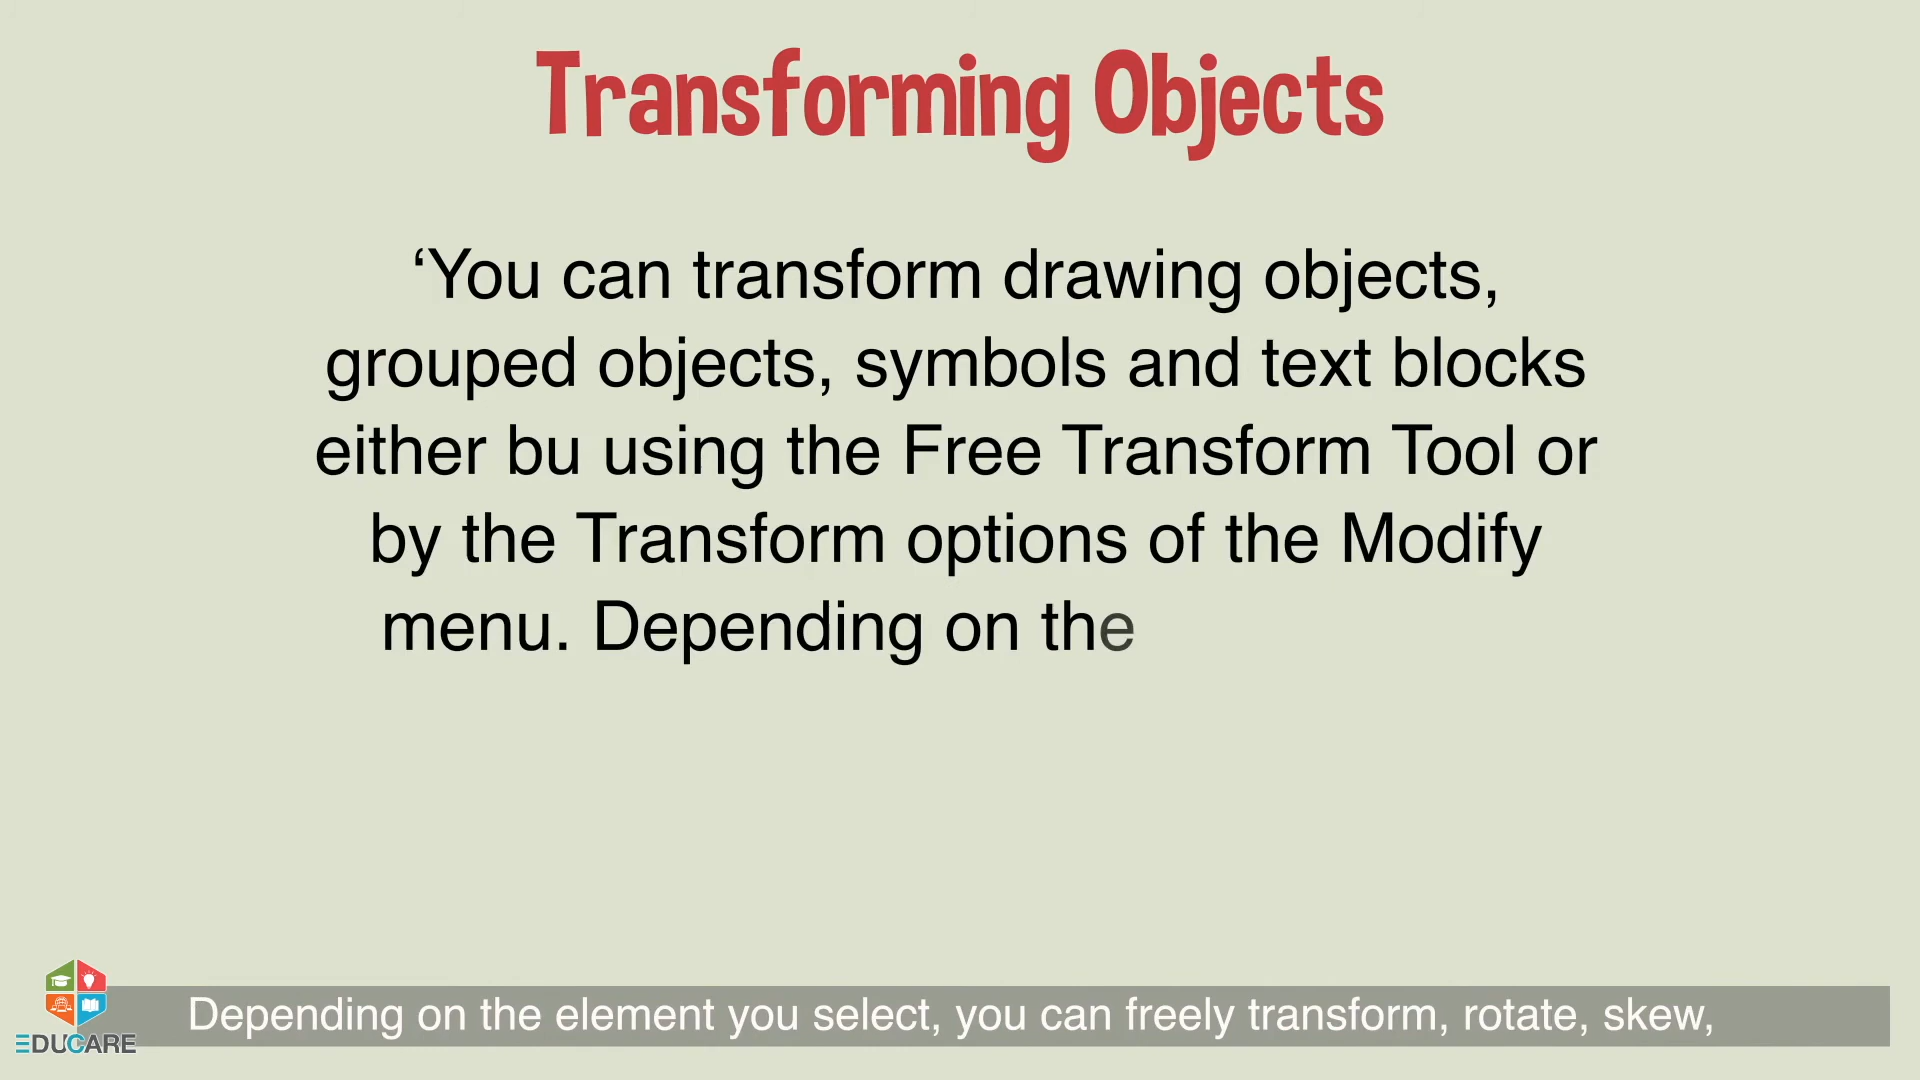 Transforming Objects
‘You can transform drawing objects,
grouped objects, symbols and text blocks
either bu using the Free Transform Tool or
by the Transform options of the Modify
menu. Depending on the
Depending on the element you select, you can freely transform, rotate, skew,
EDUCARE